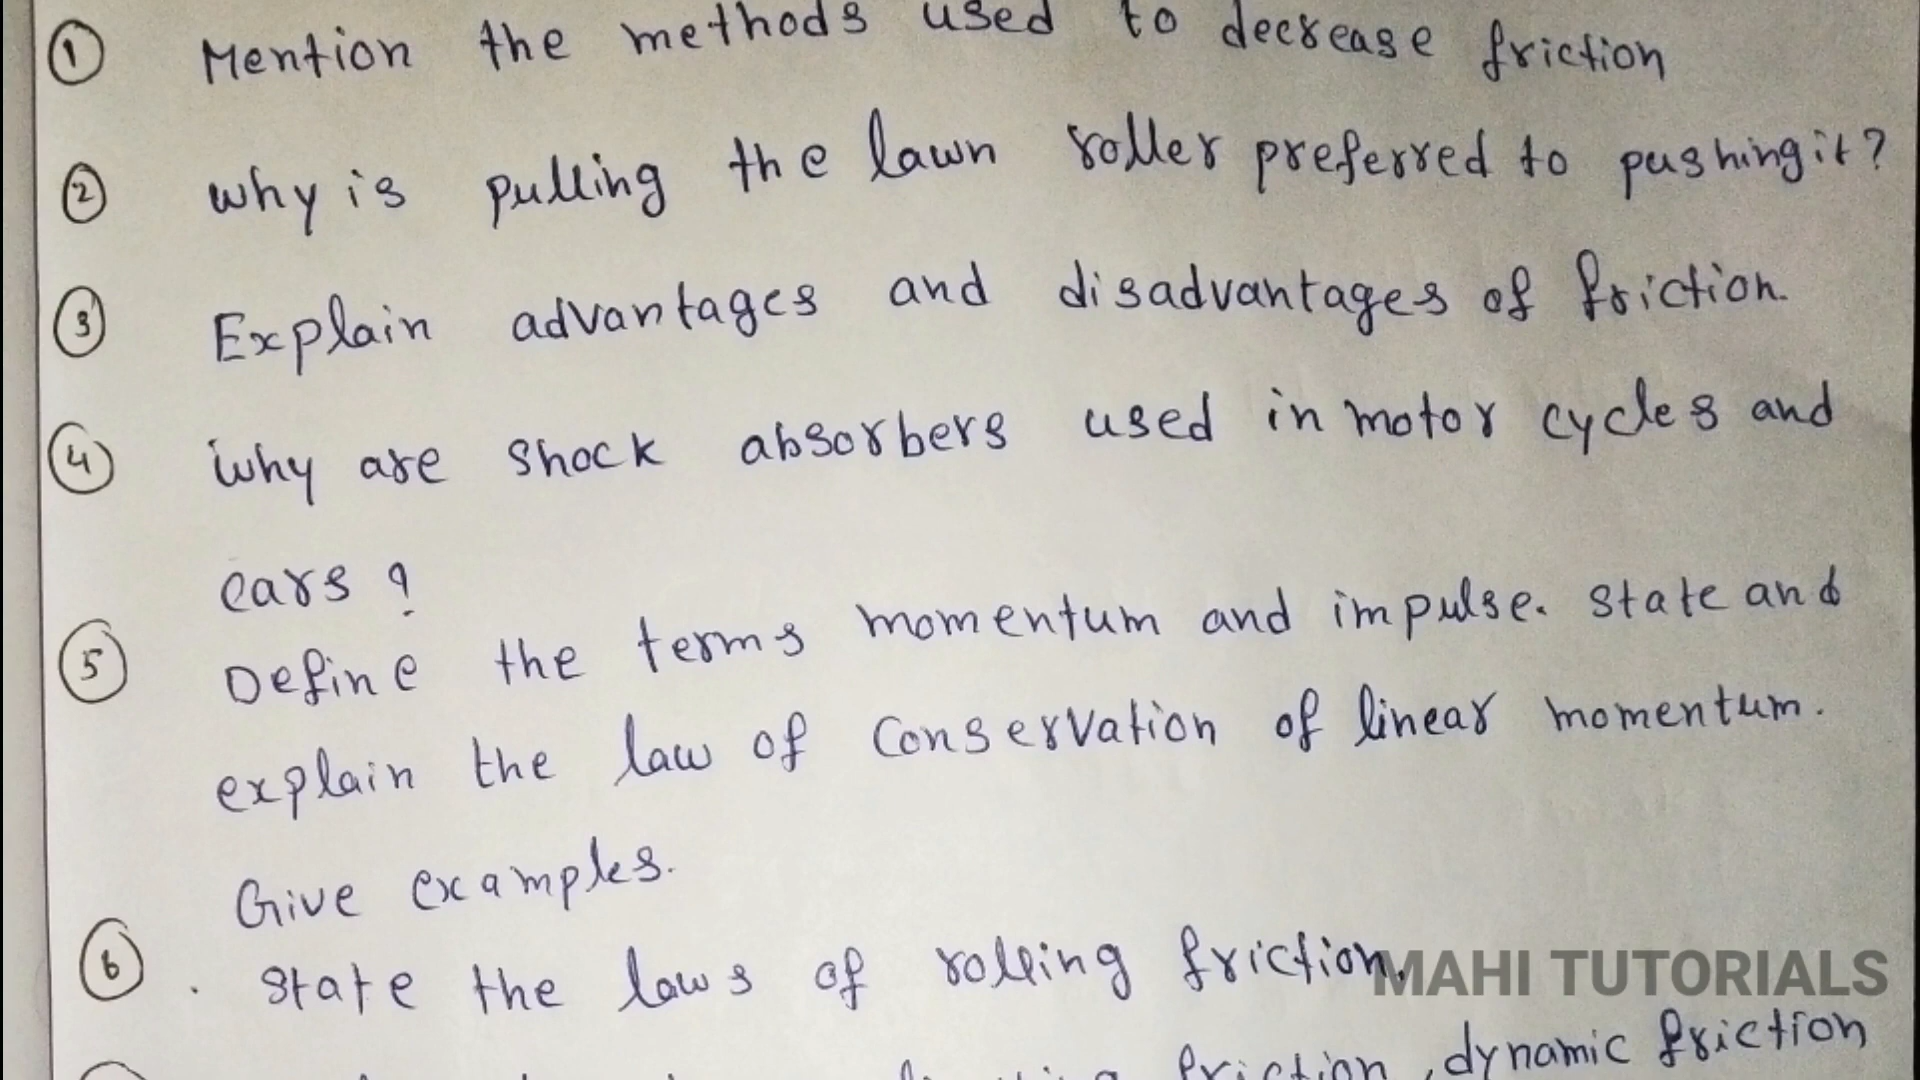 1 Mention the methods used to decrease friction
2 why is pulling the lawn roller preferred to pushing it?
3 Explain advantages and disadvantages of friction.
4 why are shock absorbers used in motor cycles and
cars ?
5 Define the terms momentum and impulse. state and
explain the law of conservation of linear momentum.
Give examples.
6 . state the laws of rolling friction.
MAHI TUTORIALS
friction, dynamic friction